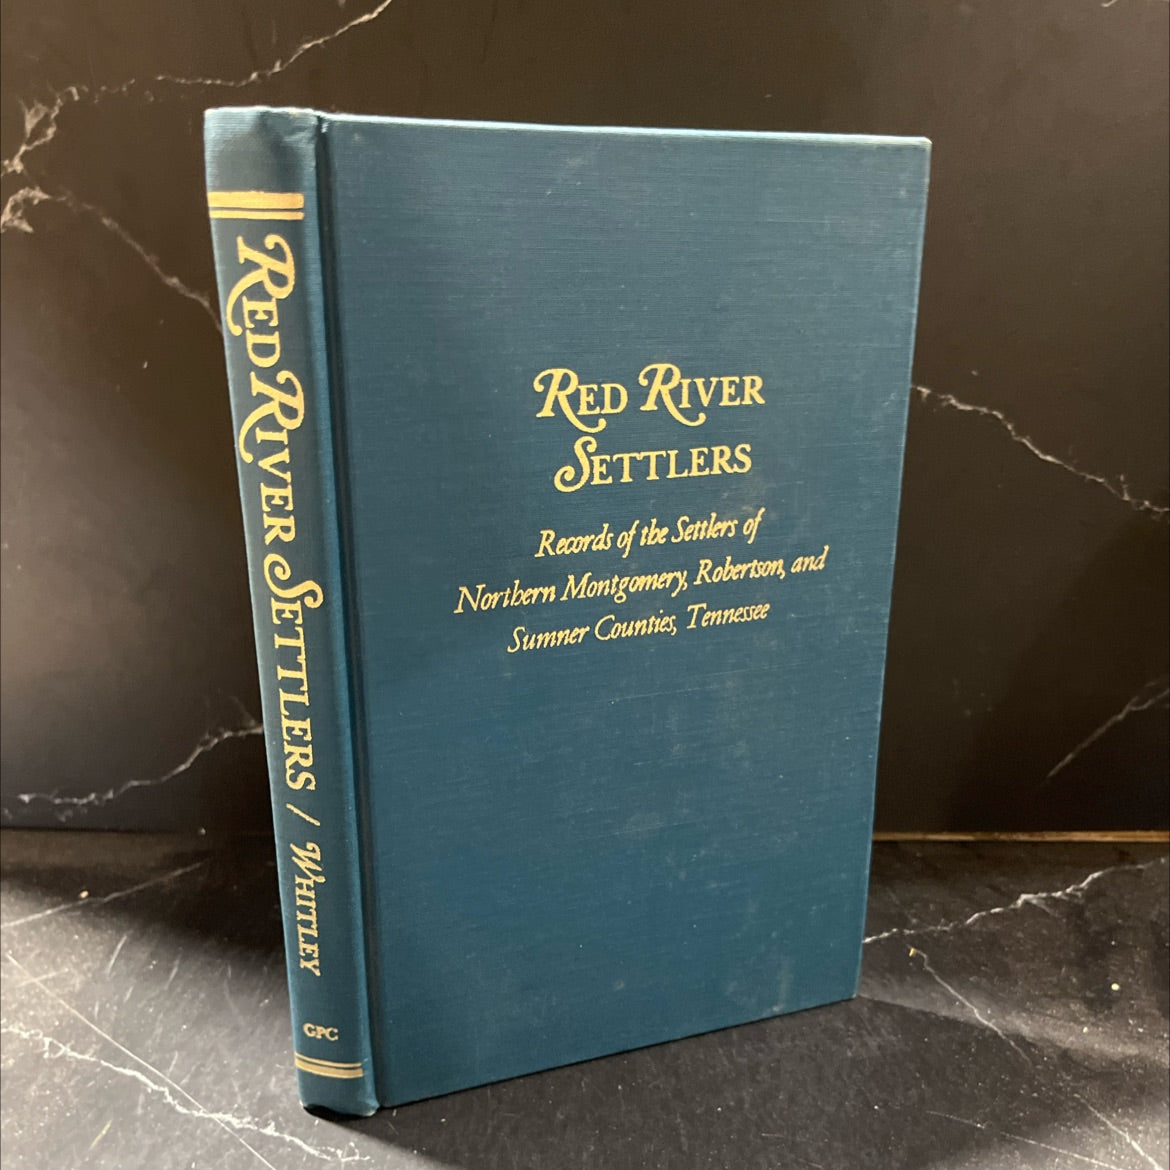 RED RIVER SETTLERS / WHITTLEY
GPC
RED RIVER
SETTLERS
Records of the Settlers of
Northern Montgomery, Robertson, and
Sumner Counties, Tennessee